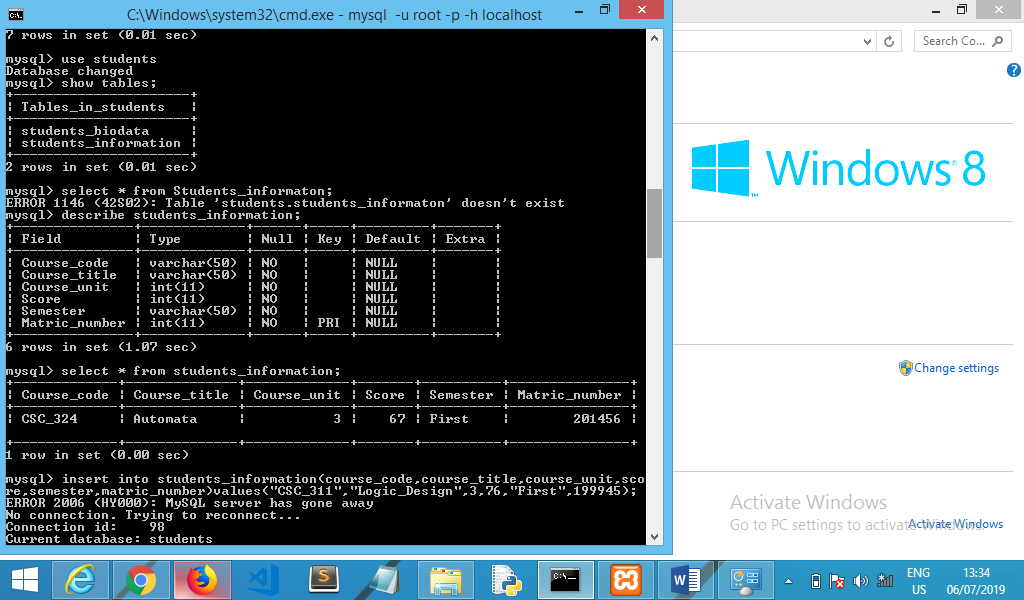 C:\Windows\system32\cmd.exe - mysql -u root -p -h localhost
7 rows in set (0.01 sec)
mysql> use students
Database changed
mysql> show tables;
Tables_in_students
students_biodata
students_information
2 rows in set (0.01 sec)
mysql> select * from Students_informaton;
ERROR 1146 (42S02): Table 'students.students_informaton' doesn't exist
mysql> describe students_information;
| Field | Type | Null | Key | Default | Extra |
| Course_code | varchar(50) | NO | | NULL | |
| Course_title | varchar(50) | NO | | NULL | |
| Course_unit | int(11) | NO | | NULL | |
| Score | int(11) | NO | | NULL | |
| Semester | varchar(50) | NO | | NULL | |
| Matric_number | int(11) | NO | PRI | NULL | |
6 rows in set (1.07 sec)
mysql> select * from students_information;
| Course_code | Course_title | Course_unit | Score | Semester | Matric_number |
| CSC_324 | Automata | 3 | 67 | First | 201456 |
1 row in set (0.00 sec)
mysql> insert into students_information(course_code,course_title,course_unit,sco
re,semester,matric_number)values("CSC_311","Logic_Design",3,76,"First",199945);
ERROR 2006 (HY000): MySQL server has gone away
No connection. Trying to reconnect...
Connection id: 98
Current database: students
Search Co...
Windows 8
Change settings
Activate Windows
Go to PC settings to activate Windows.
Activate Windows
ENG
US
13:34
06/07/2019